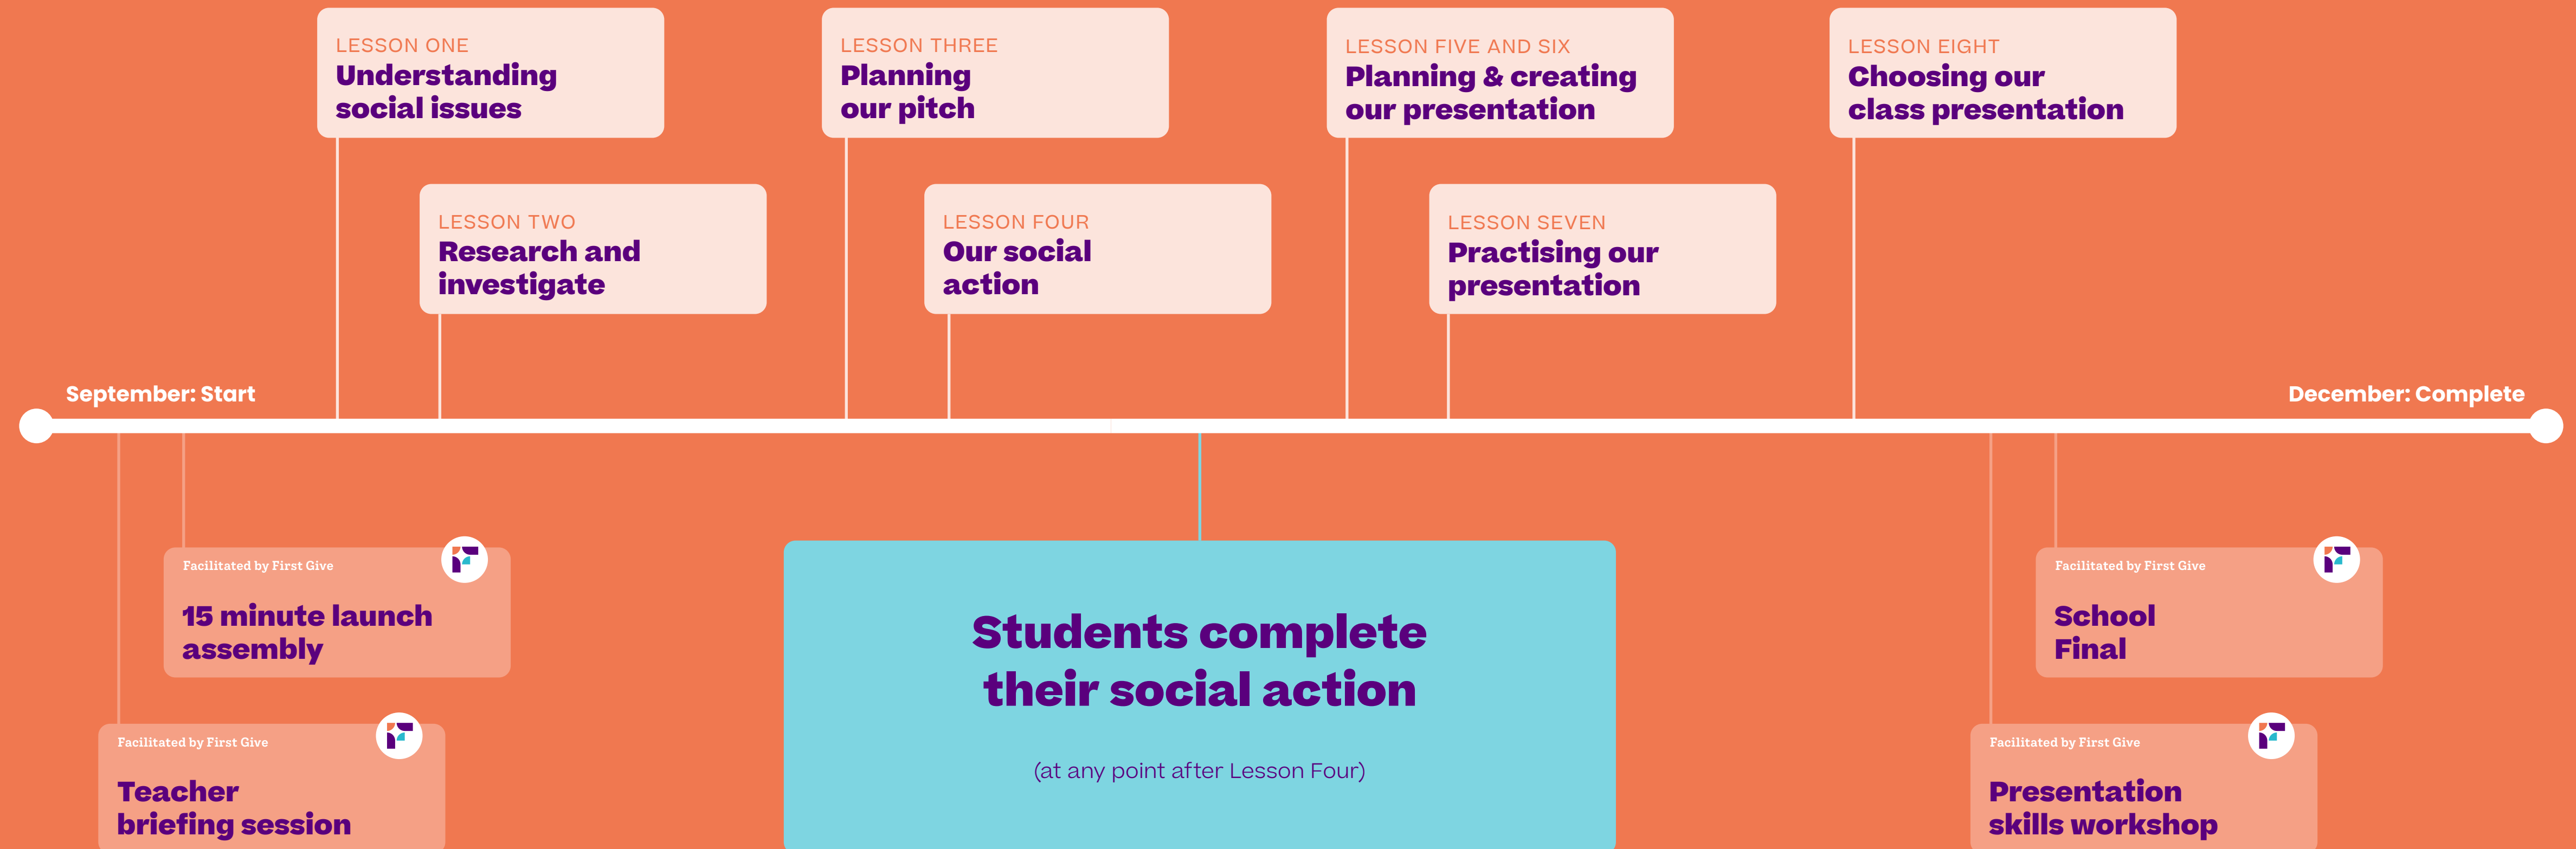 LESSON ONE
Understanding
social issues
LESSON TWO
Research and
investigate
LESSON THREE
Planning
our pitch
LESSON FOUR
Our social
action
LESSON FIVE AND SIX
Planning & creating
our presentation
LESSON SEVEN
Practising our
presentation
LESSON EIGHT
Choosing our
class presentation
September: Start
December: Complete
Facilitated by First Give
15 minute launch
assembly
Facilitated by First Give
Teacher
briefing session
Students complete
their social action
(at any point after Lesson Four)
Facilitated by First Give
School
Final
Facilitated by First Give
Presentation
skills workshop